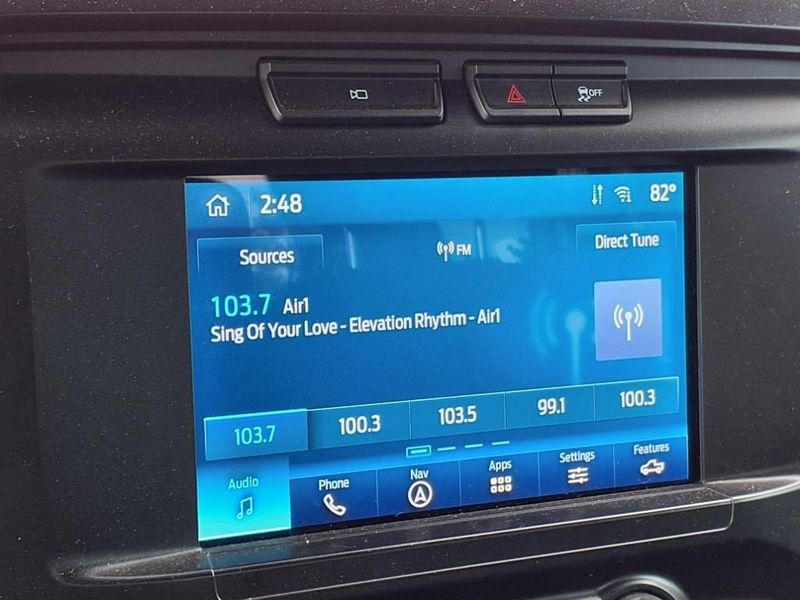 OFF
2:48
82°
Sources
FM
Direct Tune
103.7 Air1
Sing Of Your Love - Elevation Rhythm - Air1
103.7
100.3
103.5
99.1
100.3
Audio
Phone
Nav
Apps
Settings
Features